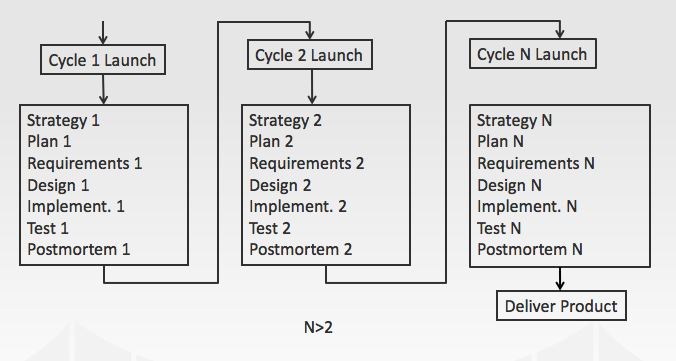 Cycle 1 Launch
Strategy 1
Plan 1
Requirements 1
Design 1
Implement. 1
Test 1
Postmortem 1
Cycle 2 Launch
Strategy 2
Plan 2
Requirements 2
Design 2
Implement. 2
Test 2
Postmortem 2
Cycle N Launch
Strategy N
Plan N
Requirements N
Design N
Implement. N
Test N
Postmortem N
Deliver Product
N>2